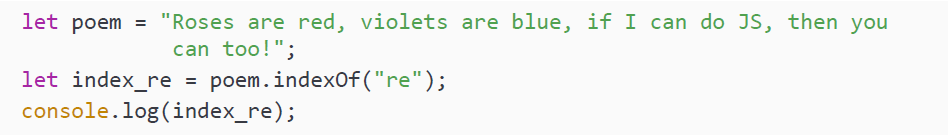 let poem = "Roses are red, violets are blue, if I can do JS, then you
can too!";
let index_re = poem.indexOf("re");
console.log(index_re);